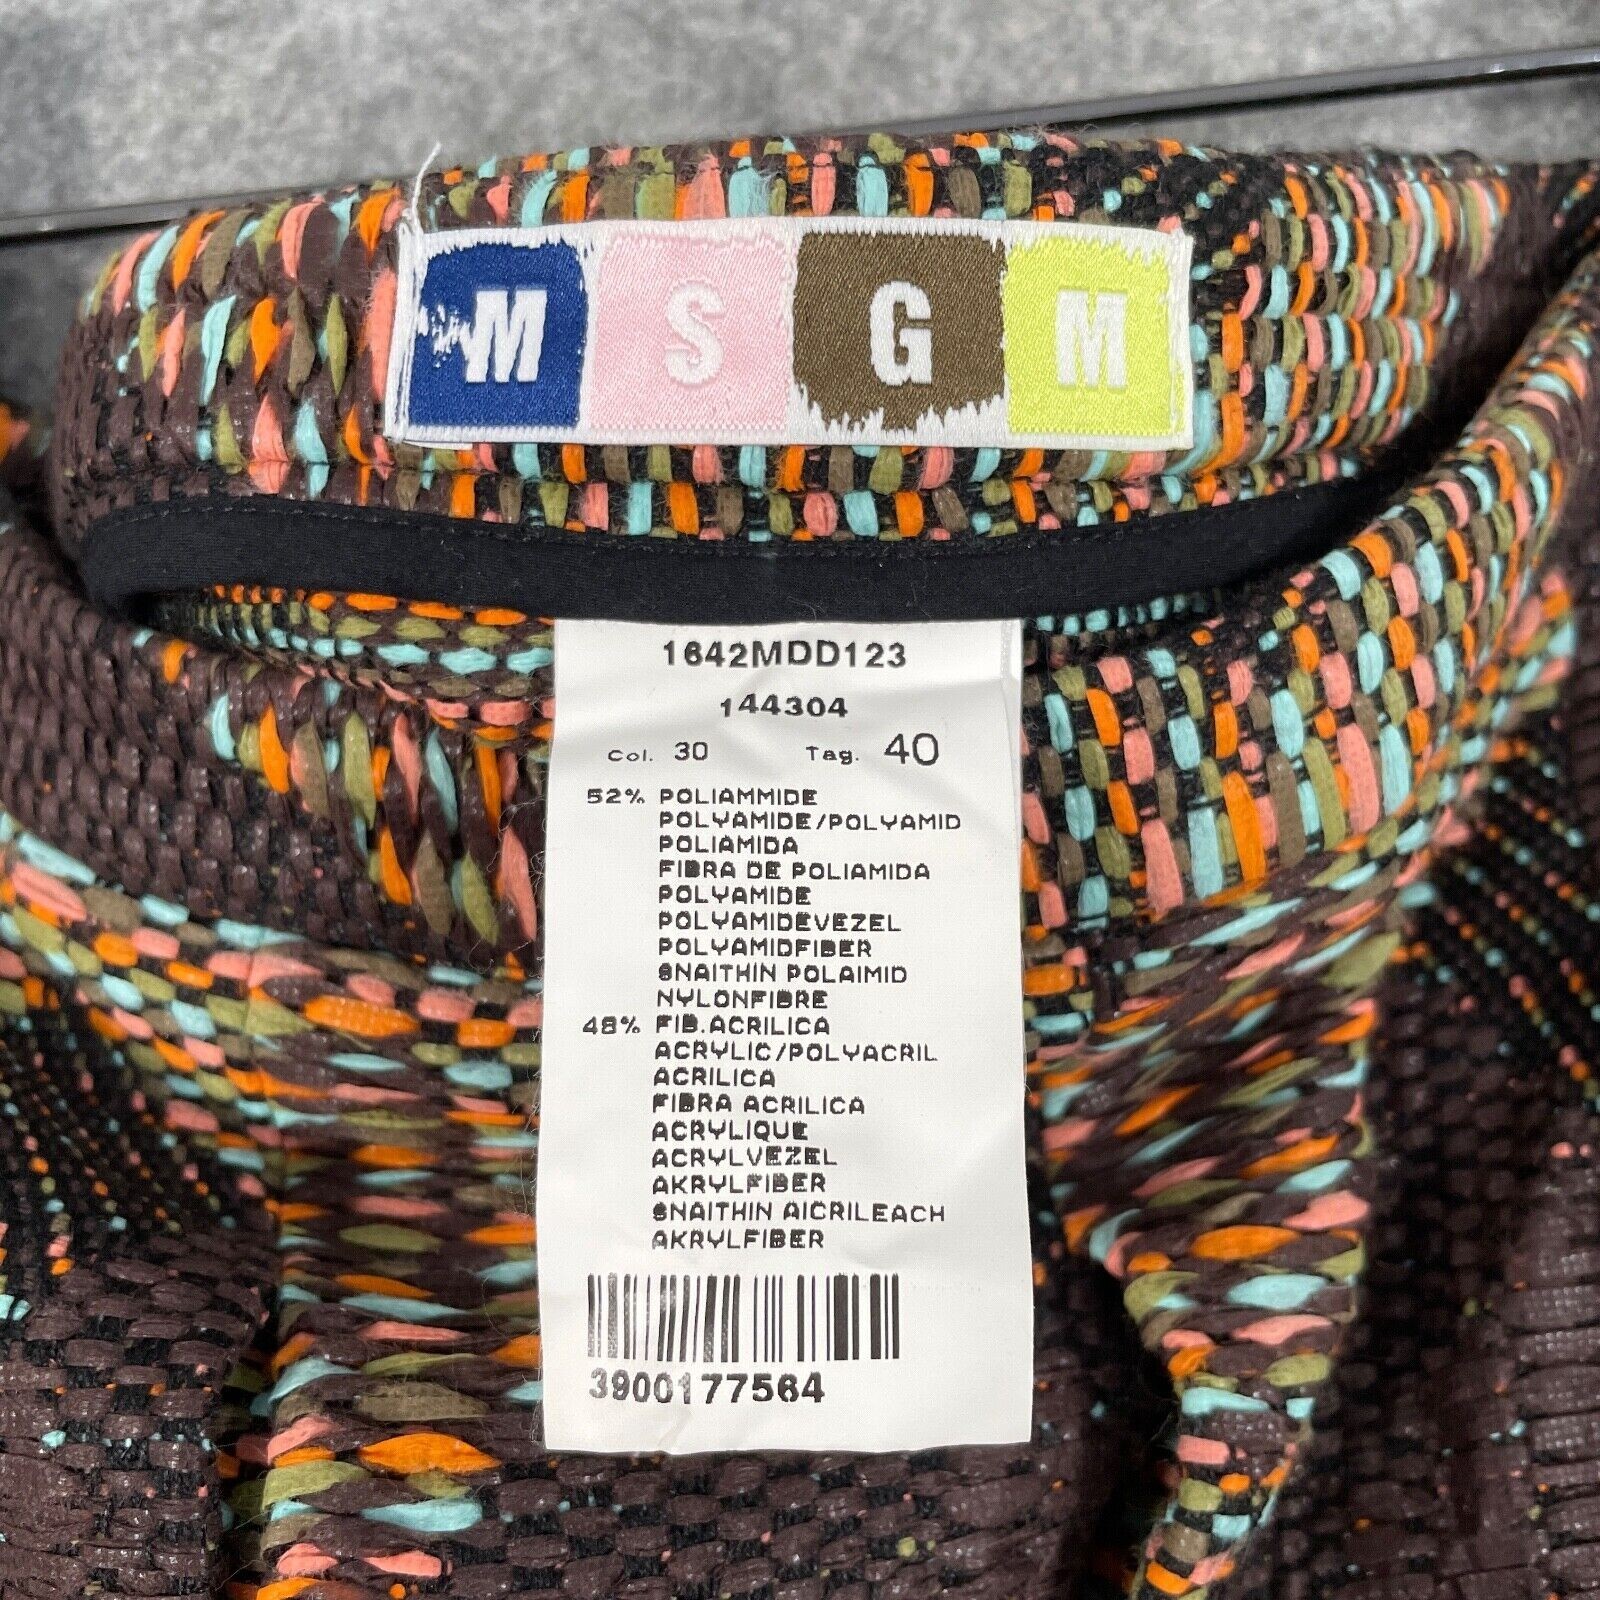 MSGM
1642MDD123
144304
Col. 30 Tag. 40
52% POLIAMMIDE
POLYAMIDE/POLYAMID
POLIAMIDA
FIBRA DE POLIAMIDA
POLYAMIDE
POLYAMIDEVEZEL
POLYAMIDFIBER
SNAITHIN POLAIMID
NYLONFIBRE
48% FIB.ACRILICA
ACRYLIC/POLYACRIL
ACRILICA
FIBRA ACRILICA
ACRYLIQUE
ACRYLVEZEL
AKRYLFIBER
SNAITHIN AICRILEACH
AKRYLFIBER
3900177564